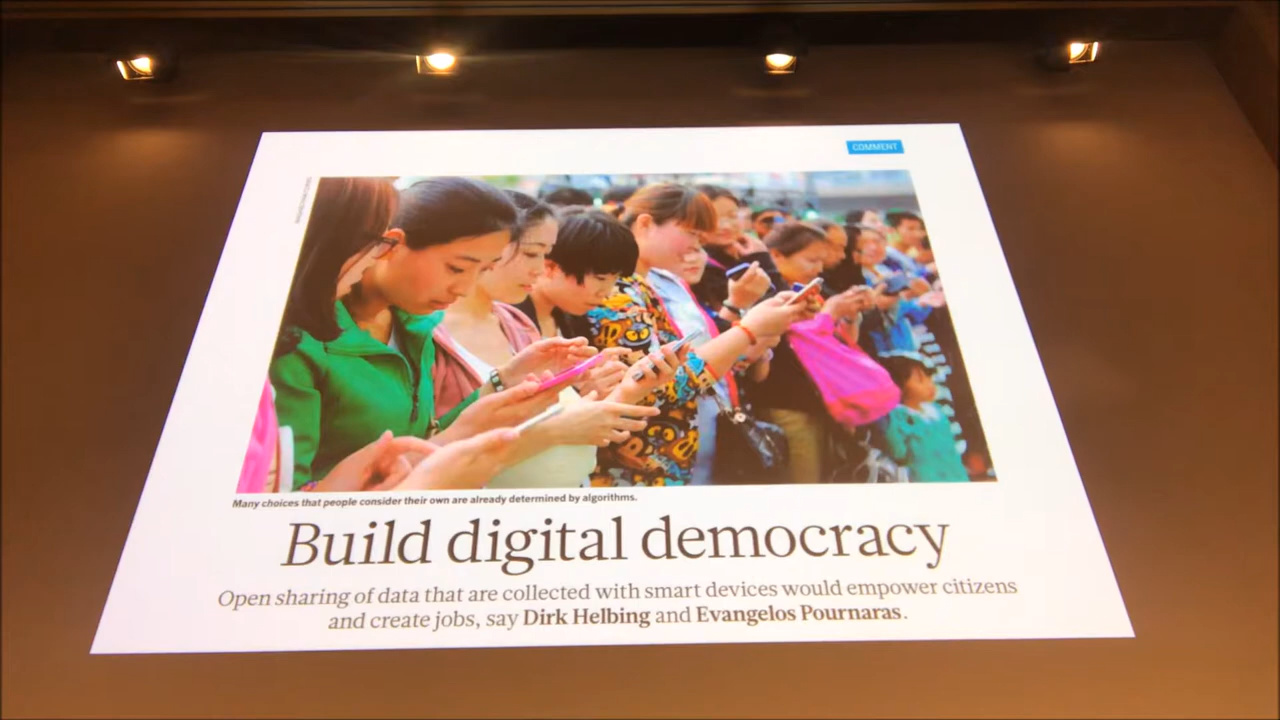 COMMENT
Many choices that people consider their own are already determined by algorithms.
Build digital democracy
Open sharing of data that are collected with smart devices would empower citizens
and create jobs, say Dirk Helbing and Evangelos Pournaras.